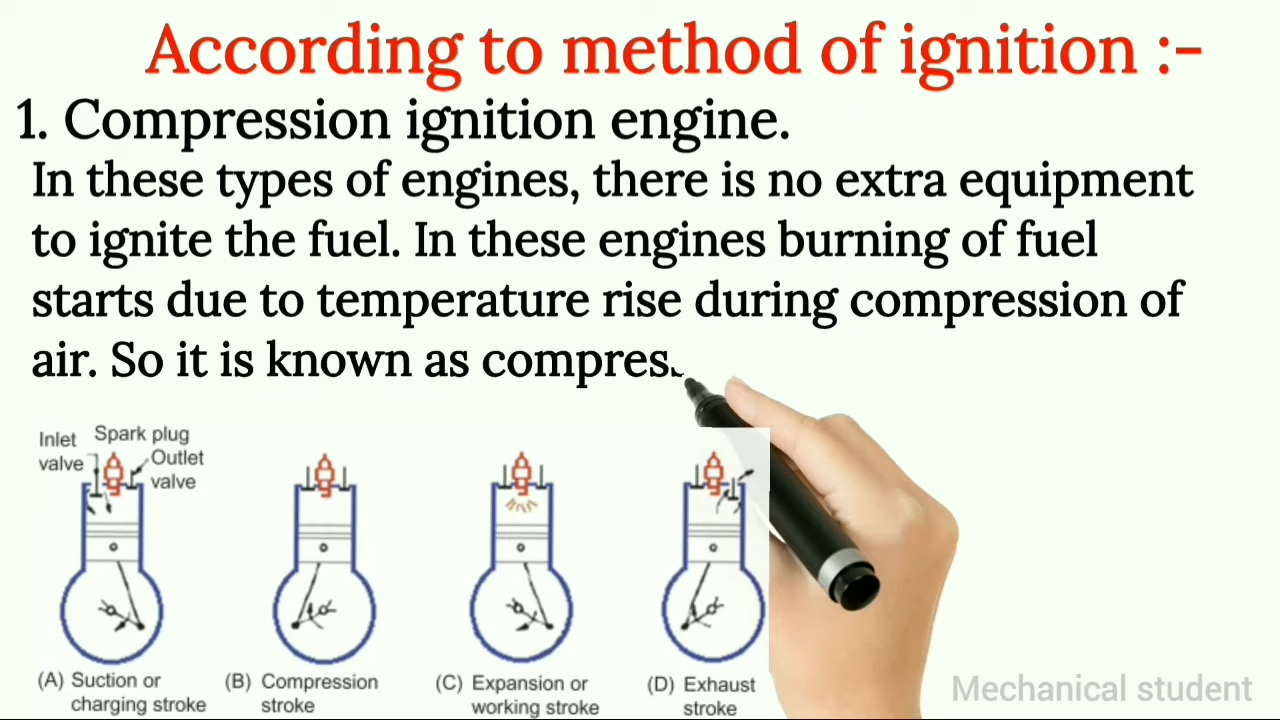 According to method of ignition :-
1. Compression ignition engine.
In these types of engines, there is no extra equipment
to ignite the fuel. In these engines burning of fuel
starts due to temperature rise during compression of
air. So it is known as compres
Inlet
valve
Spark plug
Outlet
valve
(A) Suction or
charging stroke
(B) Compression
stroke
(C) Expansion or
working stroke
(D) Exhaust
stroke
Mechanical student